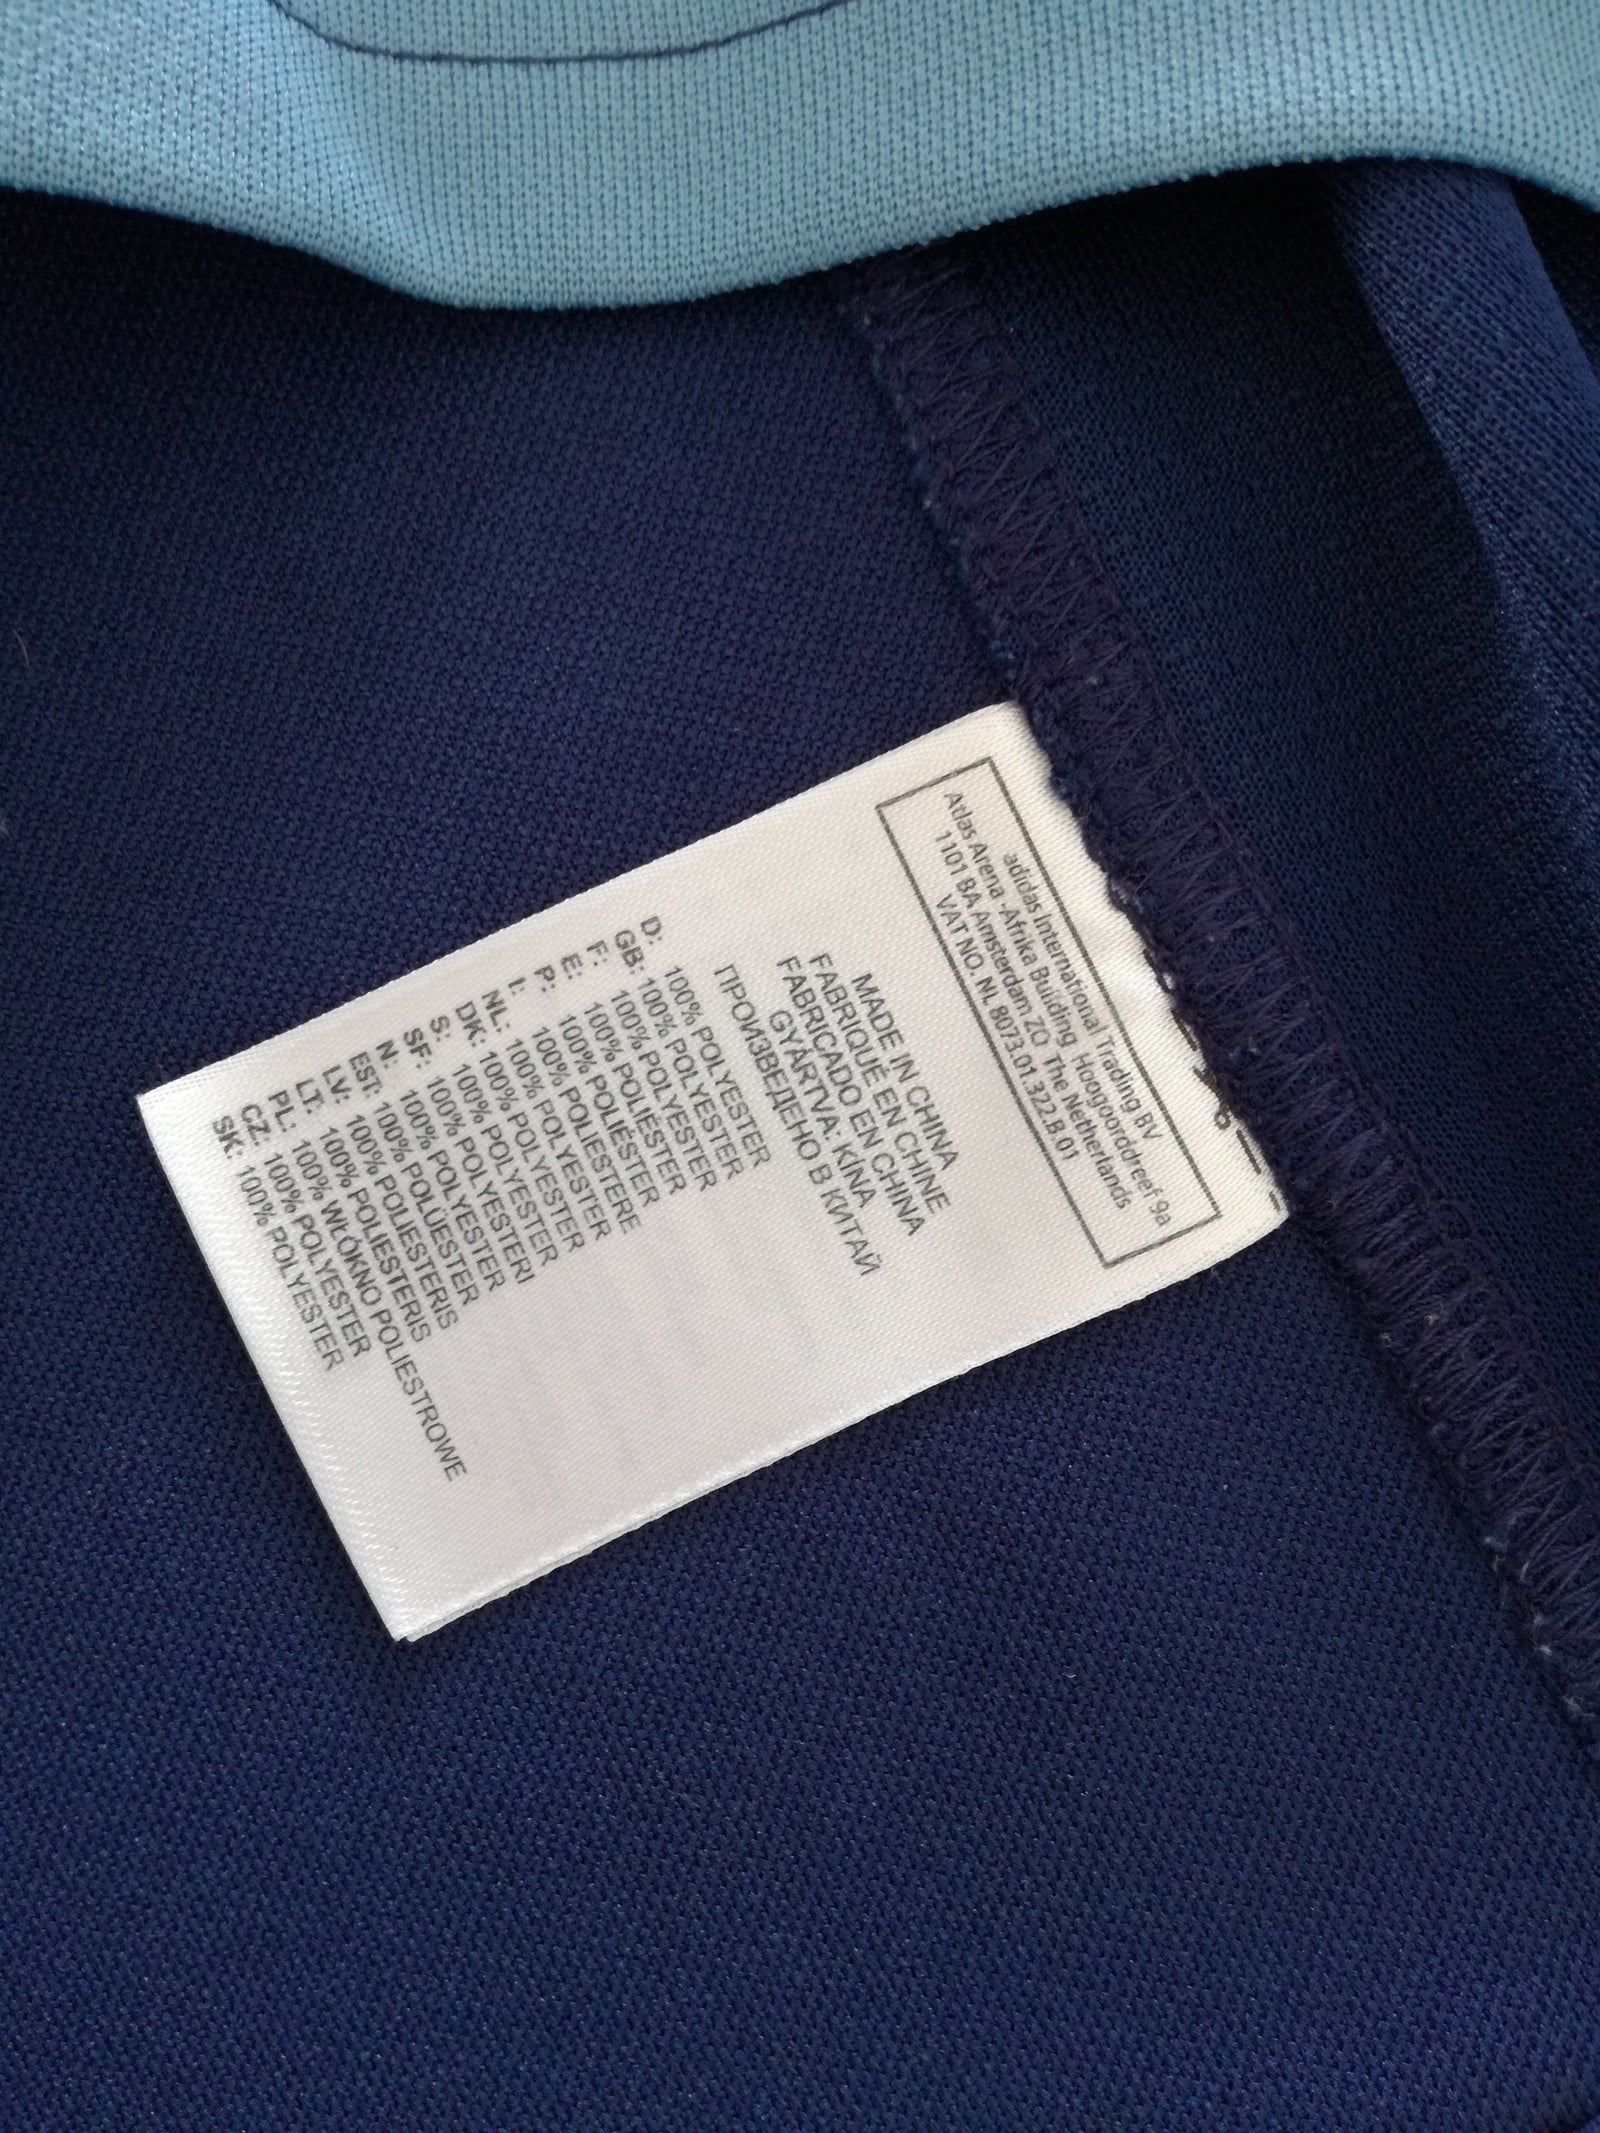 adidas International Trading BV
Atlas Arena -Afrika Building Hoogoorddreef 9a
1101 BA Amsterdam ZO The Netherlands
VAT NO. NL 8073.01.322.B.01
MADE IN CHINA
FABRIQUÉ EN CHINE
FABRICADO EN CHINA
GYÁRTVA: KÍNA
ПРОИЗВЕДЕНО В КИТАЙ
D: 100% POLYESTER
GB: 100% POLYESTER
F: 100% POLYESTER
E: 100% POLIÉSTER
P: 100% POLIÉSTER
I: 100% POLIESTERE
NL: 100% POLYESTER
DK: 100% POLYESTER
S: 100% POLYESTER
SF: 100% POLYESTERI
N: 100% POLYESTER
EST: 100% POLÜESTER
LV: 100% POLIESTERIS
LT: 100% POLIESTERIS
PL: 100% WŁÓKNO POLIESTROWE
CZ: 100% POLYESTER
SK: 100% POLYESTER